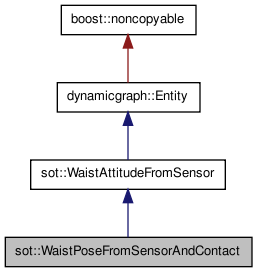 boost::noncopyable
dynamicgraph::Entity
sot::WaistAttitudeFromSensor
sot::WaistPoseFromSensorAndContact